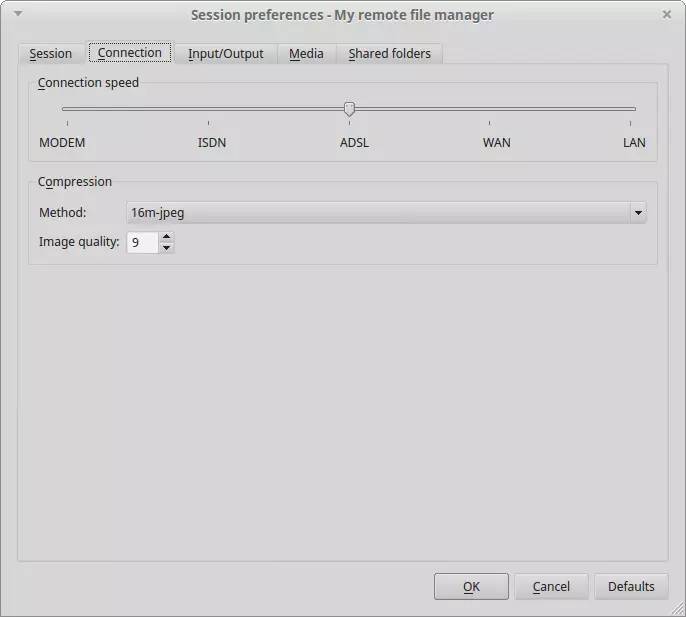 Session preferences - My remote file manager
Session Connection Input/Output Media Shared folders
Connection speed
MODEM ISDN ADSL WAN LAN
Compression
Method: 16m-jpeg
Image quality: 9
OK Cancel Defaults